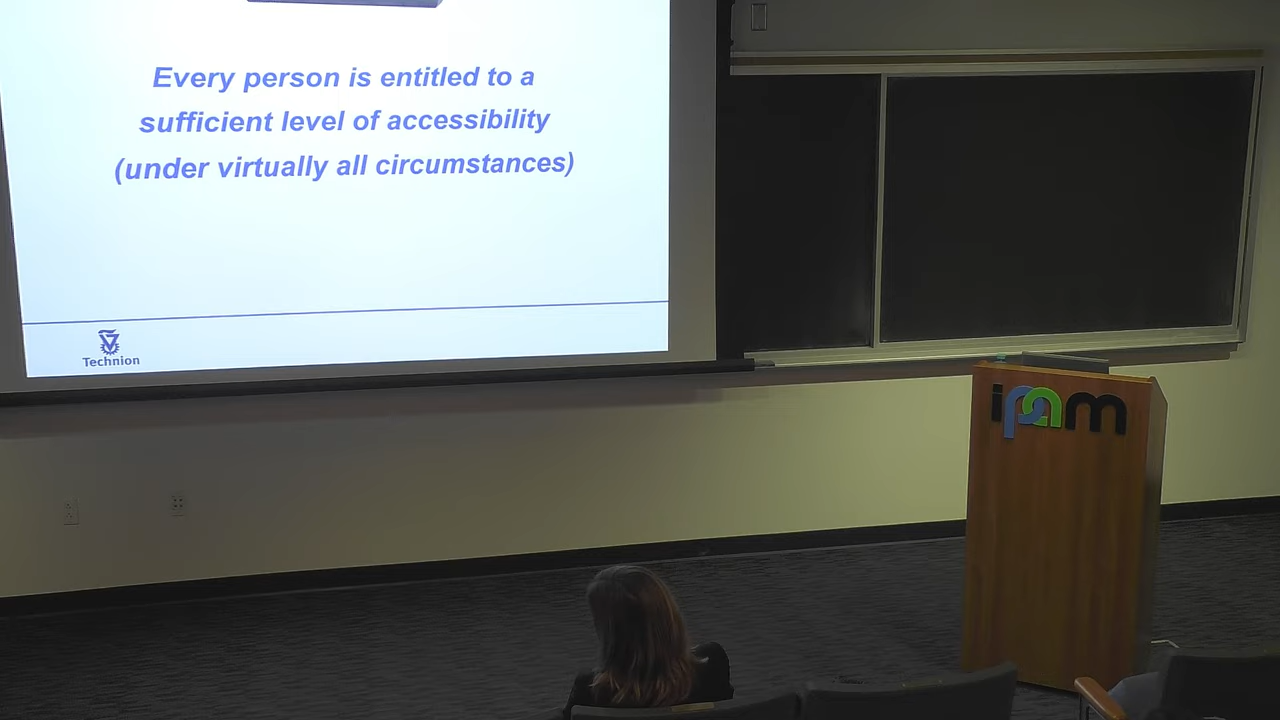 Every person is entitled to a
sufficient level of accessibility
(under virtually all circumstances)
Technion
ipam